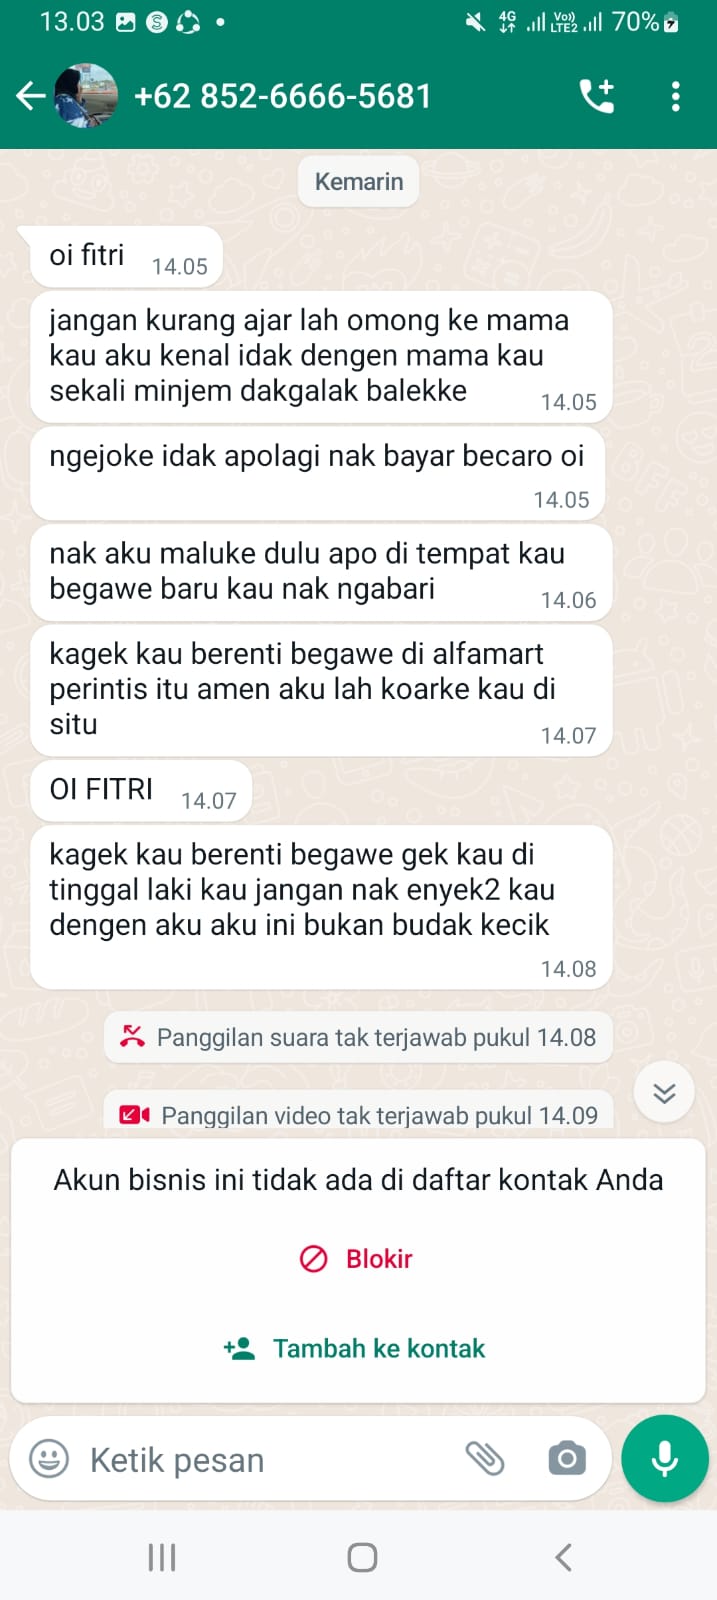 13.03
4G Vo)) LTE2 70%
+62 852-6666-5681
Kemarin
oi fitri 14.05
jangan kurang ajar lah omong ke mama
kau aku kenal idak dengen mama kau
sekali minjem dakgalak balekke 14.05
ngejoke idak apolagi nak bayar becaro oi
14.05
nak aku maluke dulu apo di tempat kau
begawe baru kau nak ngabari 14.06
kagek kau berenti begawe di alfamart
perintis itu amen aku lah koarke kau di
situ 14.07
OI FITRI 14.07
kagek kau berenti begawe gek kau di
tinggal laki kau jangan nak enyek2 kau
dengen aku aku ini bukan budak kecik
14.08
Panggilan suara tak terjawab pukul 14.08
Panggilan video tak terjawab pukul 14.09
Akun bisnis ini tidak ada di daftar kontak Anda
Blokir
Tambah ke kontak
Ketik pesan